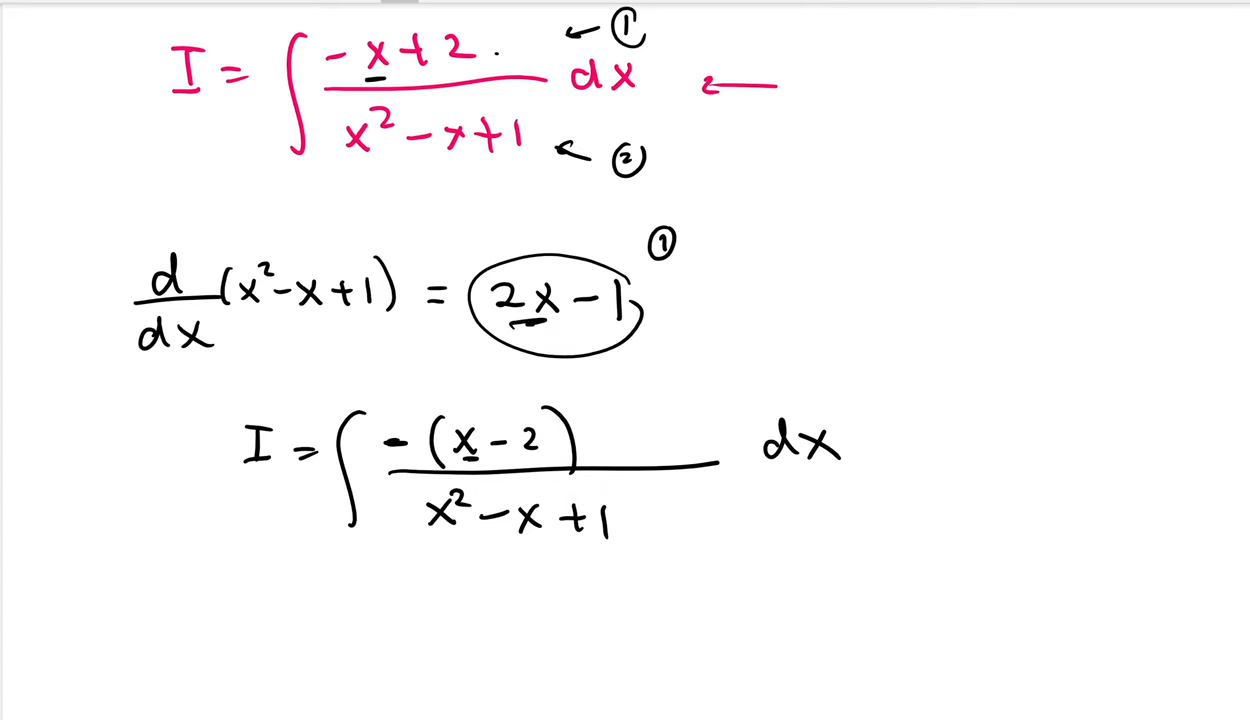 I = ∫ (-x+2)/(x²-x+1) dx ← ① ← ② ←
d/dx (x²-x+1) = 2x-1 ①
I = ∫ -(x-2)/(x²-x+1) dx